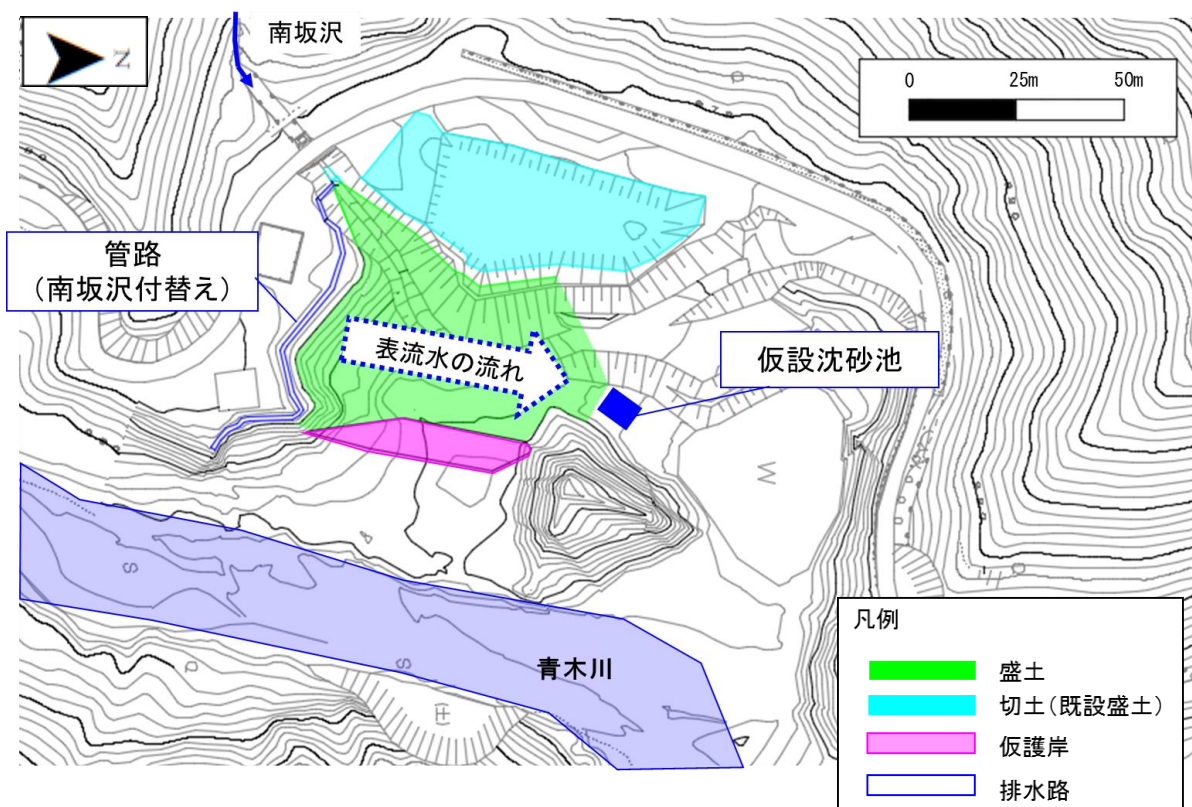 南坂沢
N
0 25m 50m
管路
(南坂沢付替え)
表流水の流れ
仮設沈砂池
W
青木川
S
S
(土)
凡例
盛土
切土(既設盛土)
仮護岸
排水路